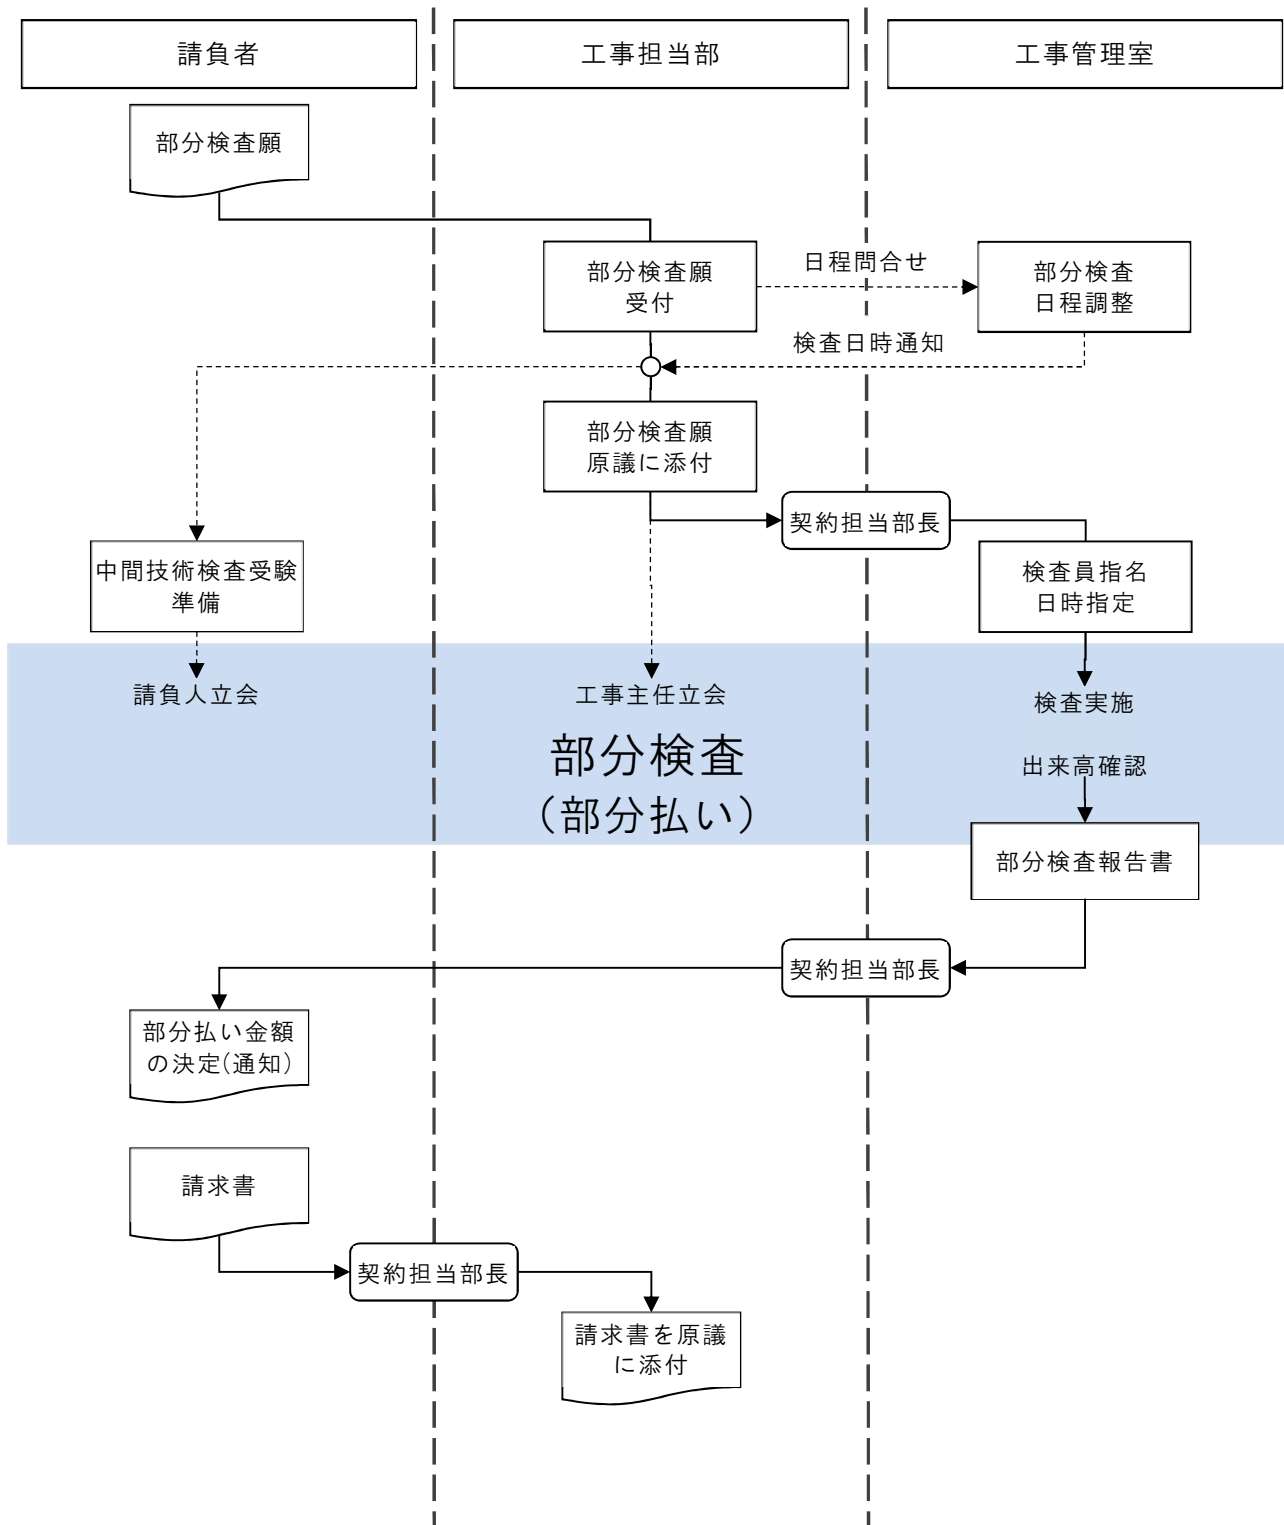 請負者
工事担当部
工事管理室
部分検査願
部分検査願
受付
日程問合せ
部分検査
日程調整
検査日時通知
部分検査願
原議に添付
契約担当部長
中間技術検査受験
準備
検査員指名
日時指定
請負人立会
工事主任立会
検査実施
部分検査
（部分払い）
出来高確認
部分検査報告書
契約担当部長
部分払い金額
の決定(通知)
請求書
契約担当部長
請求書を原議
に添付